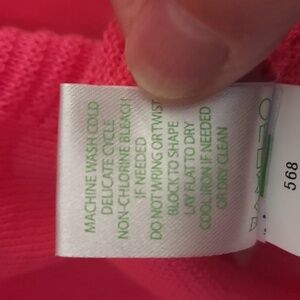 MACHINE WASH COLD
DELICATE CYCLE
NON-CHLORINE BLEACH
IF NEEDED
DO NOT WRING OR TWIST
BLOCK TO SHAPE
LAY FLAT TO DRY
COOL IRON IF NEEDED
OR DRY CLEAN
568